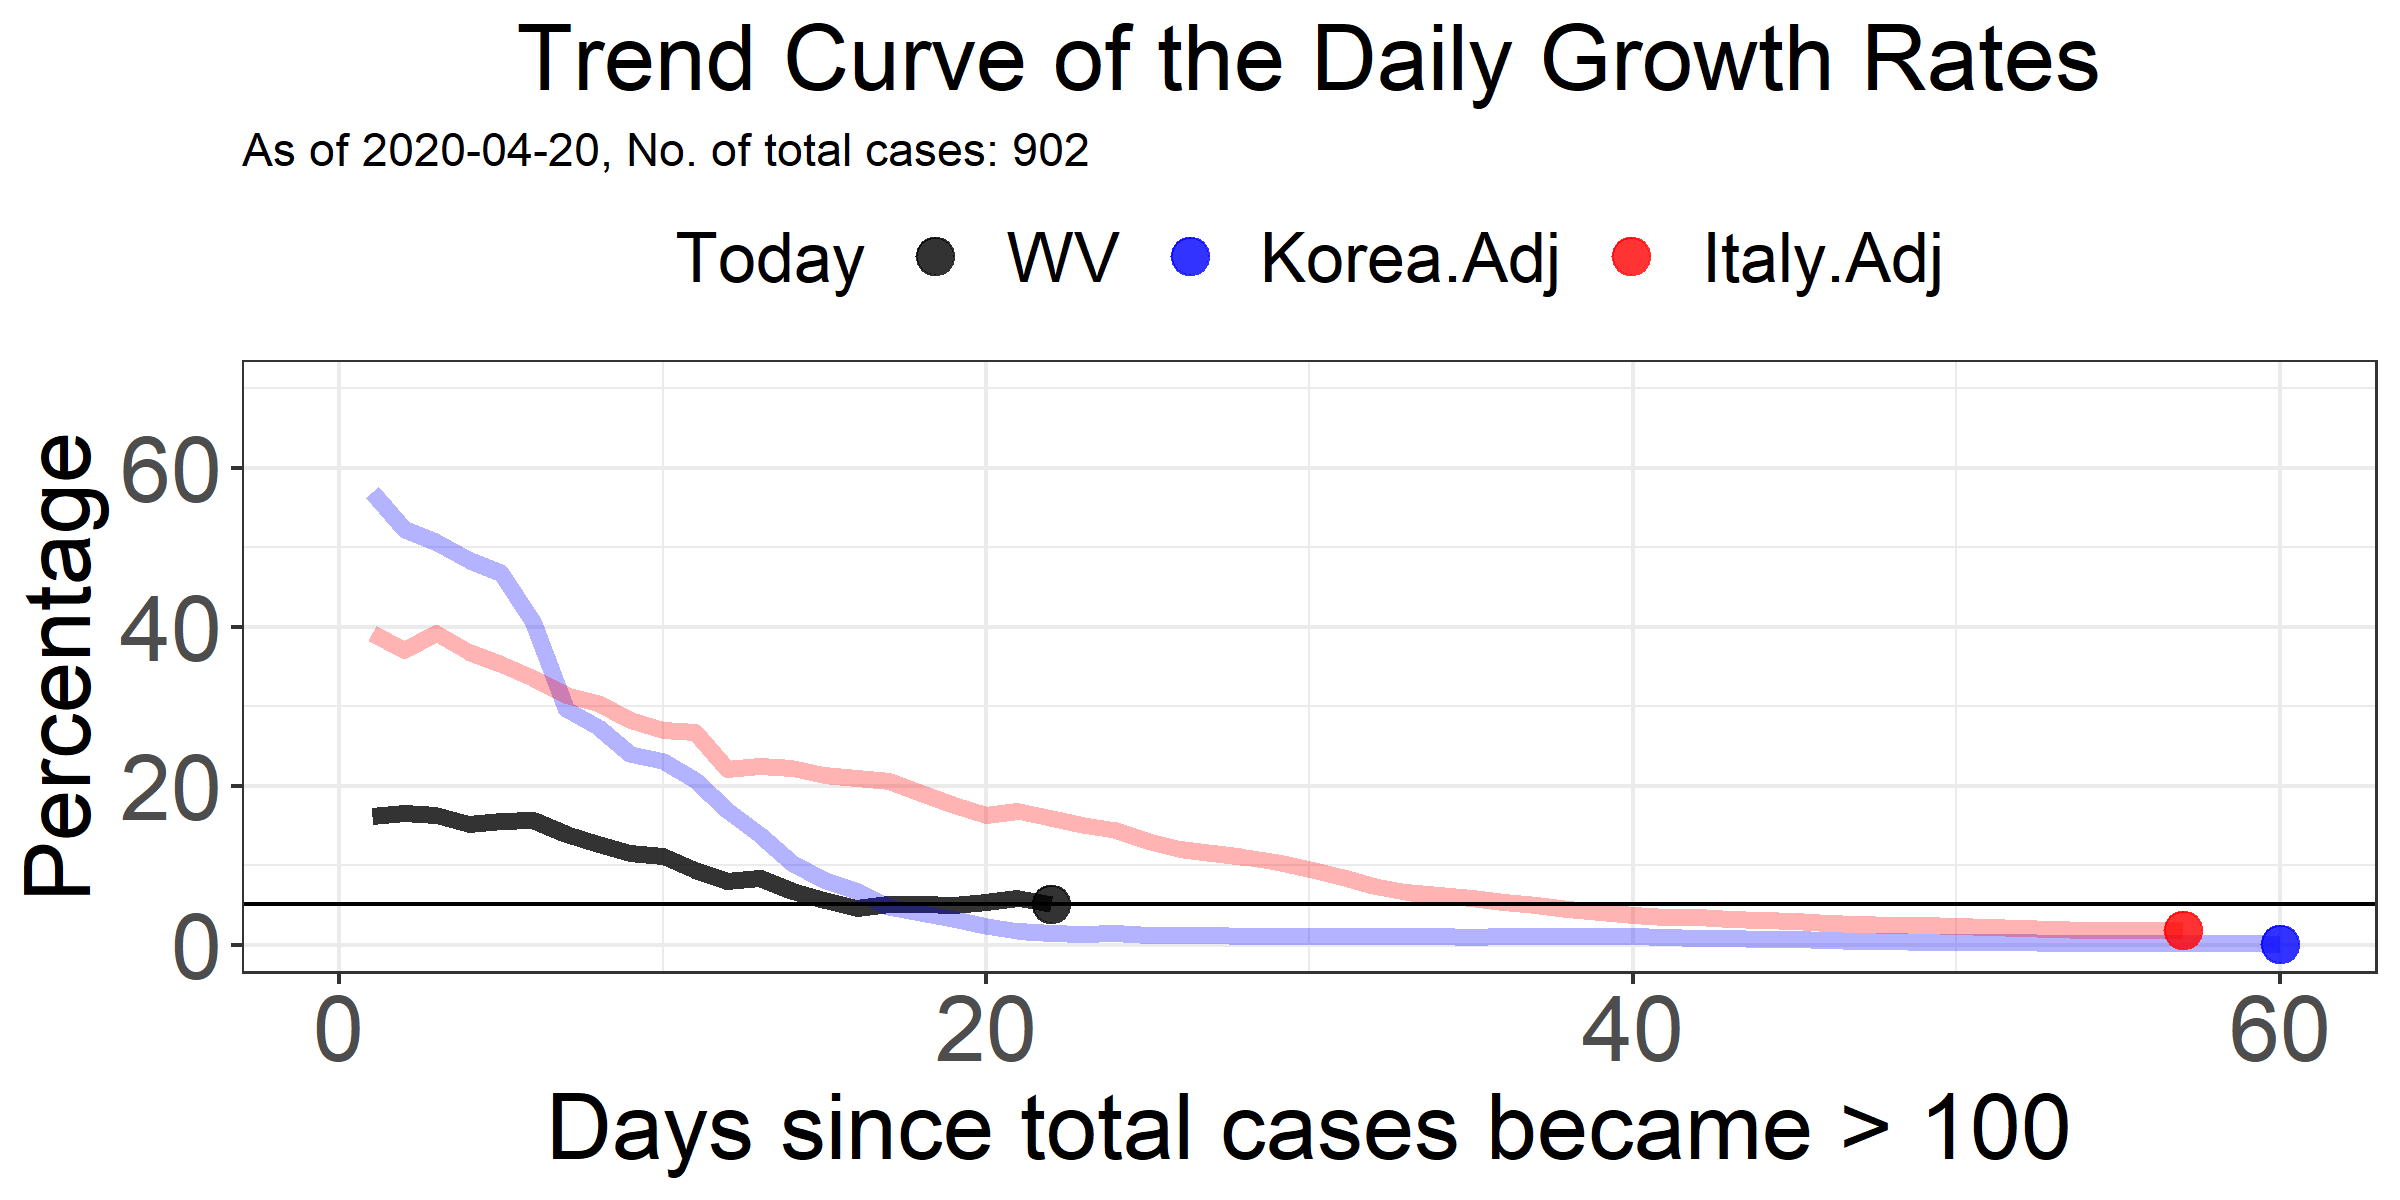 Trend Curve of the Daily Growth Rates
As of 2020-04-20, No. of total cases: 902
Today WV Korea.Adj Italy.Adj
Percentage
60
40
20
0
0 20 40 60
Days since total cases became > 100